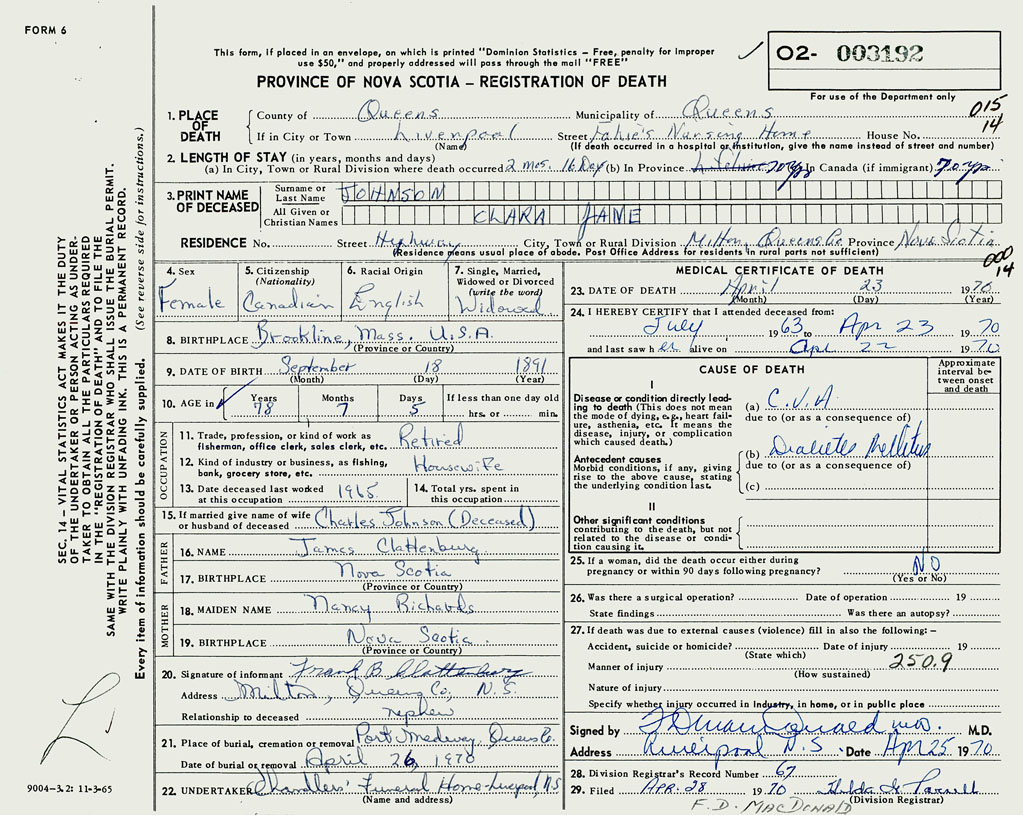 FORM 6
This form, if placed in an envelope, on which is printed "Dominion Statistics – Free, penalty for improper
use $50," and properly addressed will pass through the mail "FREE"
PROVINCE OF NOVA SCOTIA – REGISTRATION OF DEATH
02- 003192
For use of the Department only
015
14
SEC. 14 – VITAL STATISTICS ACT MAKES IT THE DUTY
OF THE UNDERTAKER OR PERSON ACTING AS UNDER-
TAKER TO OBTAIN ALL THE PARTICULARS REQUIRED
IN THE "REGISTRATION OF DEATH" AND TO FILE THE
SAME WITH THE DIVISION REGISTRAR WHO SHALL ISSUE THE BURIAL PERMIT.
WRITE PLAINLY WITH UNFADING INK. THIS IS A PERMANENT RECORD.
Every item of information should be carefully supplied. (See reverse side for instructions.)
1. PLACE OF DEATH
County of Queens Municipality of Queens
If in City or Town Liverpool Street Fahie's Nursing Home House No.
(Name) (If death occurred in a hospital or institution, give the name instead of street and number)
2. LENGTH OF STAY (in years, months and days)
(a) In City, Town or Rural Division where death occurred 2 mos. 16 Day (b) In Province 70 yrs In Canada (if immigrant) 70 yrs
3. PRINT NAME OF DECEASED
Surname or Last Name JOHNSON
All Given or Christian Names CLARA JANE
RESIDENCE No. Street Highway City, Town or Rural Division Milton, Queens Co Province Nova Scotia
(Residence means usual place of abode. Post Office Address for residents in rural parts not sufficient)
000
14
4. Sex Female
5. Citizenship (Nationality) Canadian
6. Racial Origin English
7. Single, Married, Widowed or Divorced (write the word) Widowed
8. BIRTHPLACE Brookline, Mass. U.S.A.
(Province or Country)
9. DATE OF BIRTH September 18 1891
(Month) (Day) (Year)
10. AGE in Years 78 Months 7 Days 5 If less than one day old hrs. or min.
OCCUPATION
11. Trade, profession, or kind of work as fisherman, office clerk, sales clerk, etc. Retired
12. Kind of industry or business, as fishing, bank, grocery store, etc. Housewife
13. Date deceased last worked at this occupation 1965 14. Total yrs. spent in this occupation
15. If married give name of wife or husband of deceased Charles Johnson (Deceased)
FATHER
16. NAME James Clattenburg
17. BIRTHPLACE Nova Scotia
(Province or Country)
MOTHER
18. MAIDEN NAME Nancy Richards
19. BIRTHPLACE Nova Scotia
(Province or Country)
20. Signature of informant Frank B. Clattenburg
Address Milton, Queens Co, N.S.
Relationship to deceased nephew
21. Place of burial, cremation or removal Port Medway, Queens Co.
Date of burial or removal April 26, 1970
22. UNDERTAKER Chandlers' Funeral Home - Liverpool, N.S
(Name and address)
9004-3.2: 11-3-65
MEDICAL CERTIFICATE OF DEATH
23. DATE OF DEATH April 23 1970
(Month) (Day) (Year)
24. I HEREBY CERTIFY that I attended deceased from:
July 1963 to Apr 23 1970
and last saw her alive on Apr 22 1970
CAUSE OF DEATH
Approximate interval between onset and death
I
Disease or condition directly leading to death (This does not mean the mode of dying, e.g., heart failure, asthenia, etc. It means the disease, injury, or complication which caused death.)
(a) C.V.A
due to (or as a consequence of)
Antecedent causes
Morbid conditions, if any, giving rise to the above cause, stating the underlying condition last.
(b) Diabetes Mellitus
due to (or as a consequence of)
(c)
II
Other significant conditions contributing to the death, but not related to the disease or condition causing it.
25. If a woman, did the death occur either during pregnancy or within 90 days following pregnancy? NO
(Yes or No)
26. Was there a surgical operation? Date of operation 19
State findings Was there an autopsy?
27. If death was due to external causes (violence) fill in also the following: –
Accident, suicide or homicide? Date of injury 19
(State which)
Manner of injury 250.9
(How sustained)
Nature of injury
Specify whether injury occurred in Industry, in home, or in public place
Signed by M.D.
Address Liverpool N.S. Date Apr 25 1970
28. Division Registrar's Record Number 67
29. Filed APR. 28 1970 Hilda G Parnell
(Division Registrar)
F. D. MACDONALD